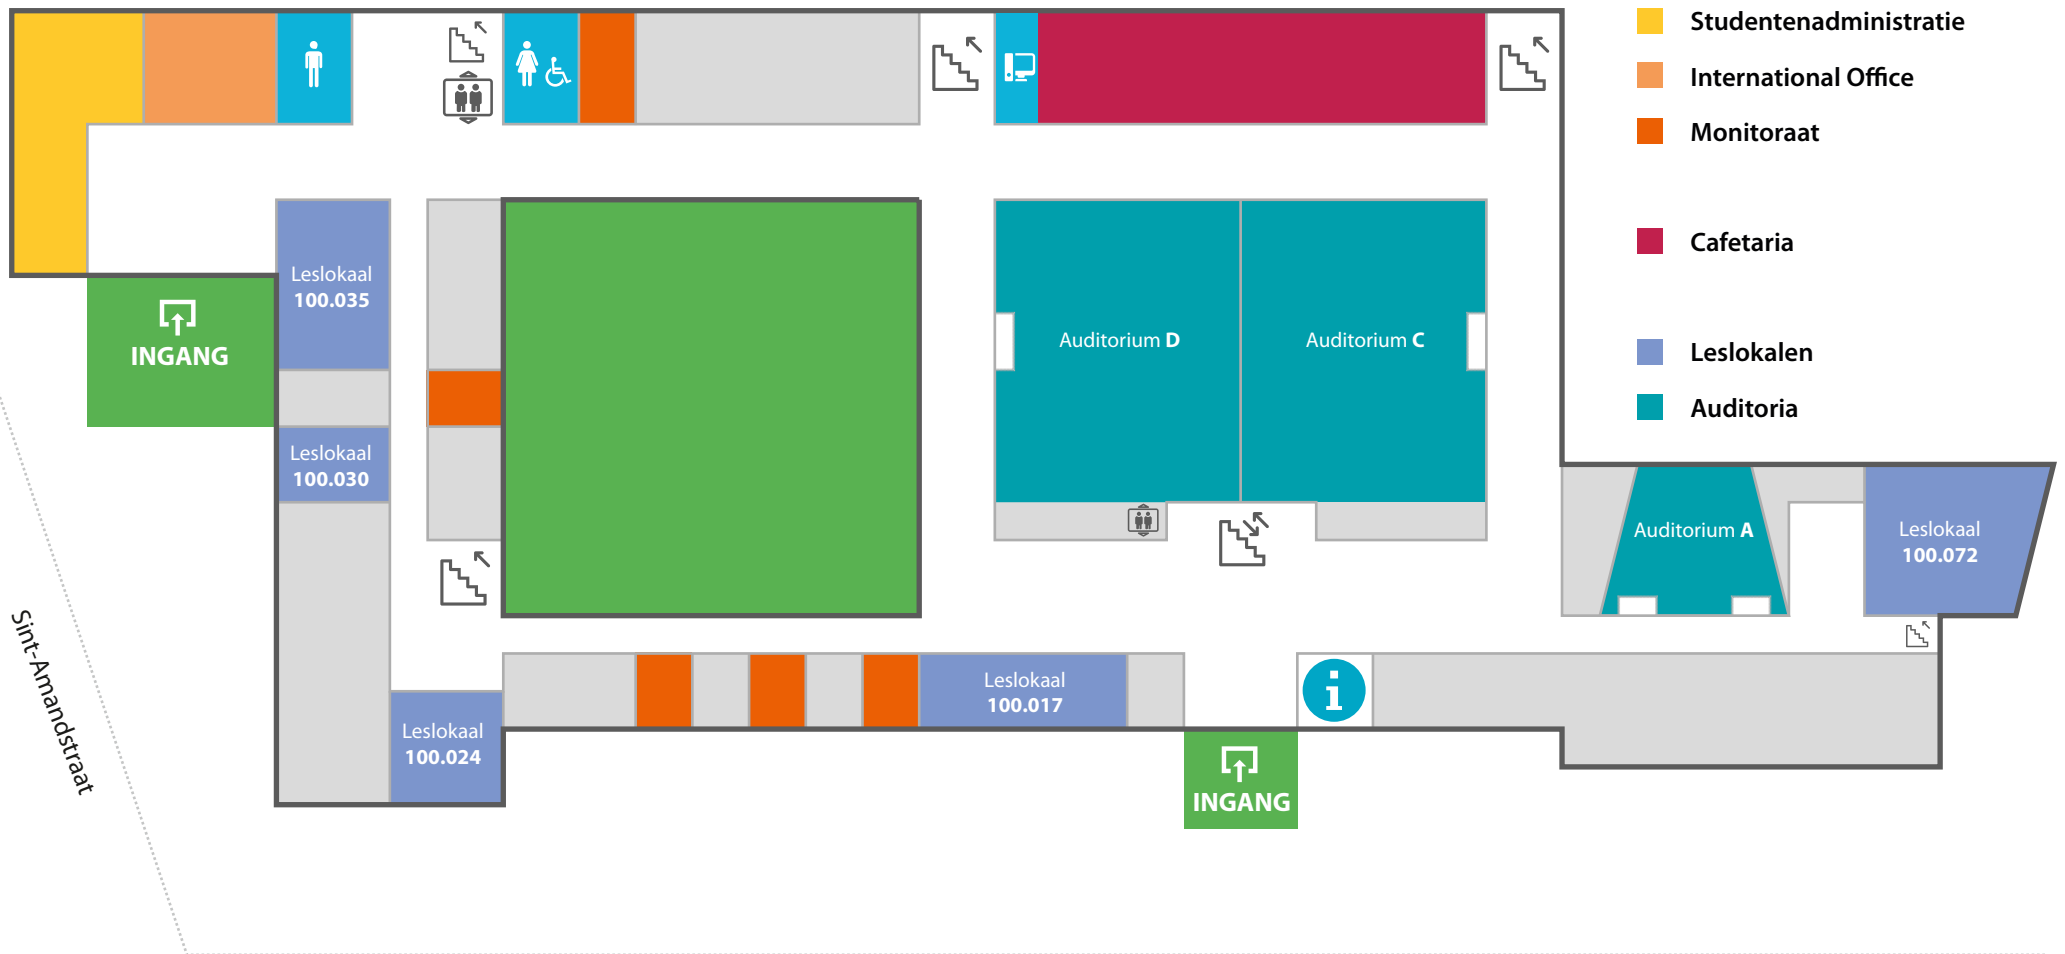 Studentenadministratie
International Office
Monitoraat
Cafetaria
Leslokalen
Auditoria
Leslokaal
100.035
INGANG
Leslokaal
100.030
Auditorium D
Auditorium C
Auditorium A
Leslokaal
100.072
Sint-Amandstraat
Leslokaal
100.024
Leslokaal
100.017
INGANG